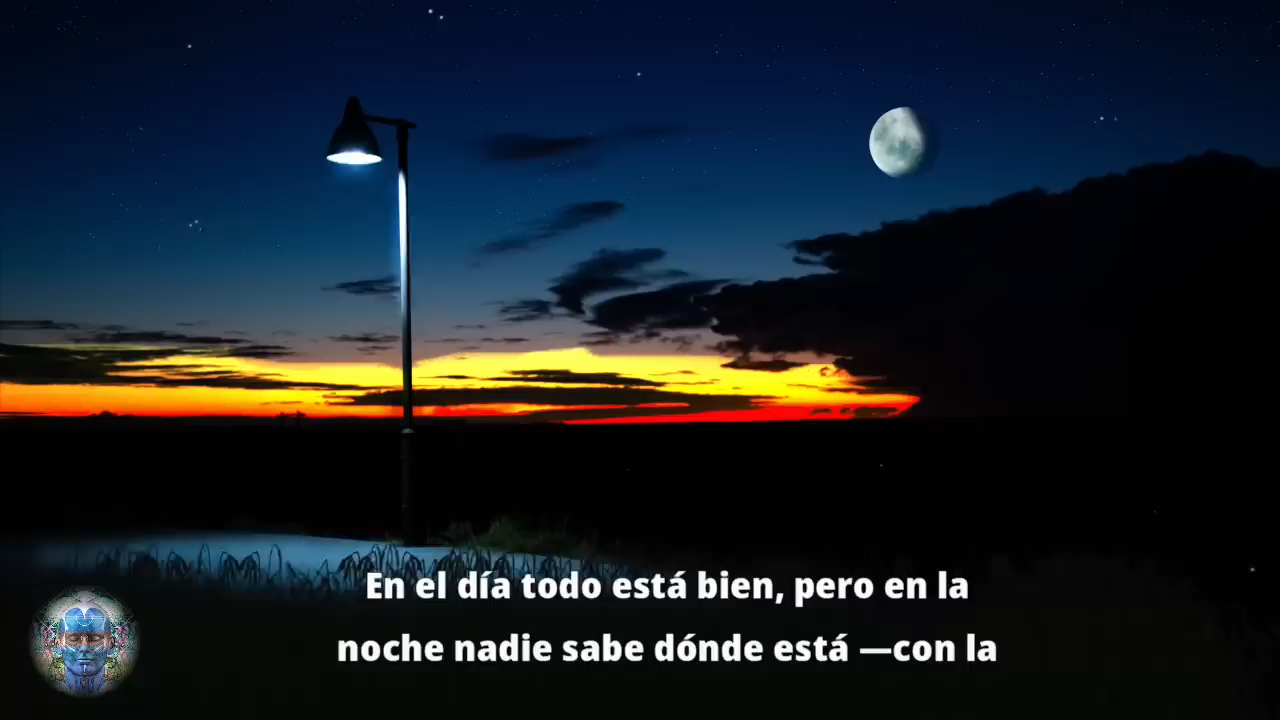 En el día todo está bien, pero en la
noche nadie sabe dónde está —con la